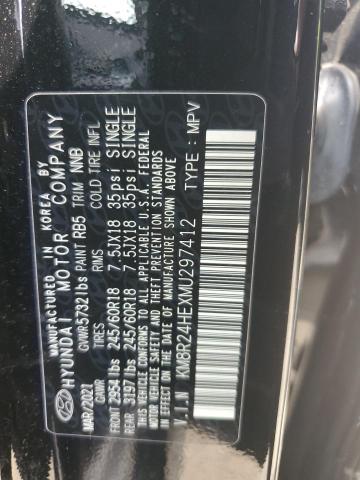 MANUFACTURED IN KOREA BY
HYUNDAI MOTOR COMPANY
GVWR 5732 lbs PAINT RB5 TRIM NNB
MAR/2021 GAWR TIRES RIMS COLD TIRE INFL
FRONT 2954 lbs 245/60R18 7.5JX18 35psi SINGLE
REAR 3197 lbs 245/60R18 7.5JX18 35psi SINGLE
THIS VEHICLE CONFORMS TO ALL APPLICABLE U.S.A. FEDERAL
MOTOR VEHICLE SAFETY AND THEFT PREVENTION STANDARDS
IN EFFECT ON THE DATE OF MANUFACTURE SHOWN ABOVE.
V.I.N KM8R24HEXMU297412 TYPE : MPV